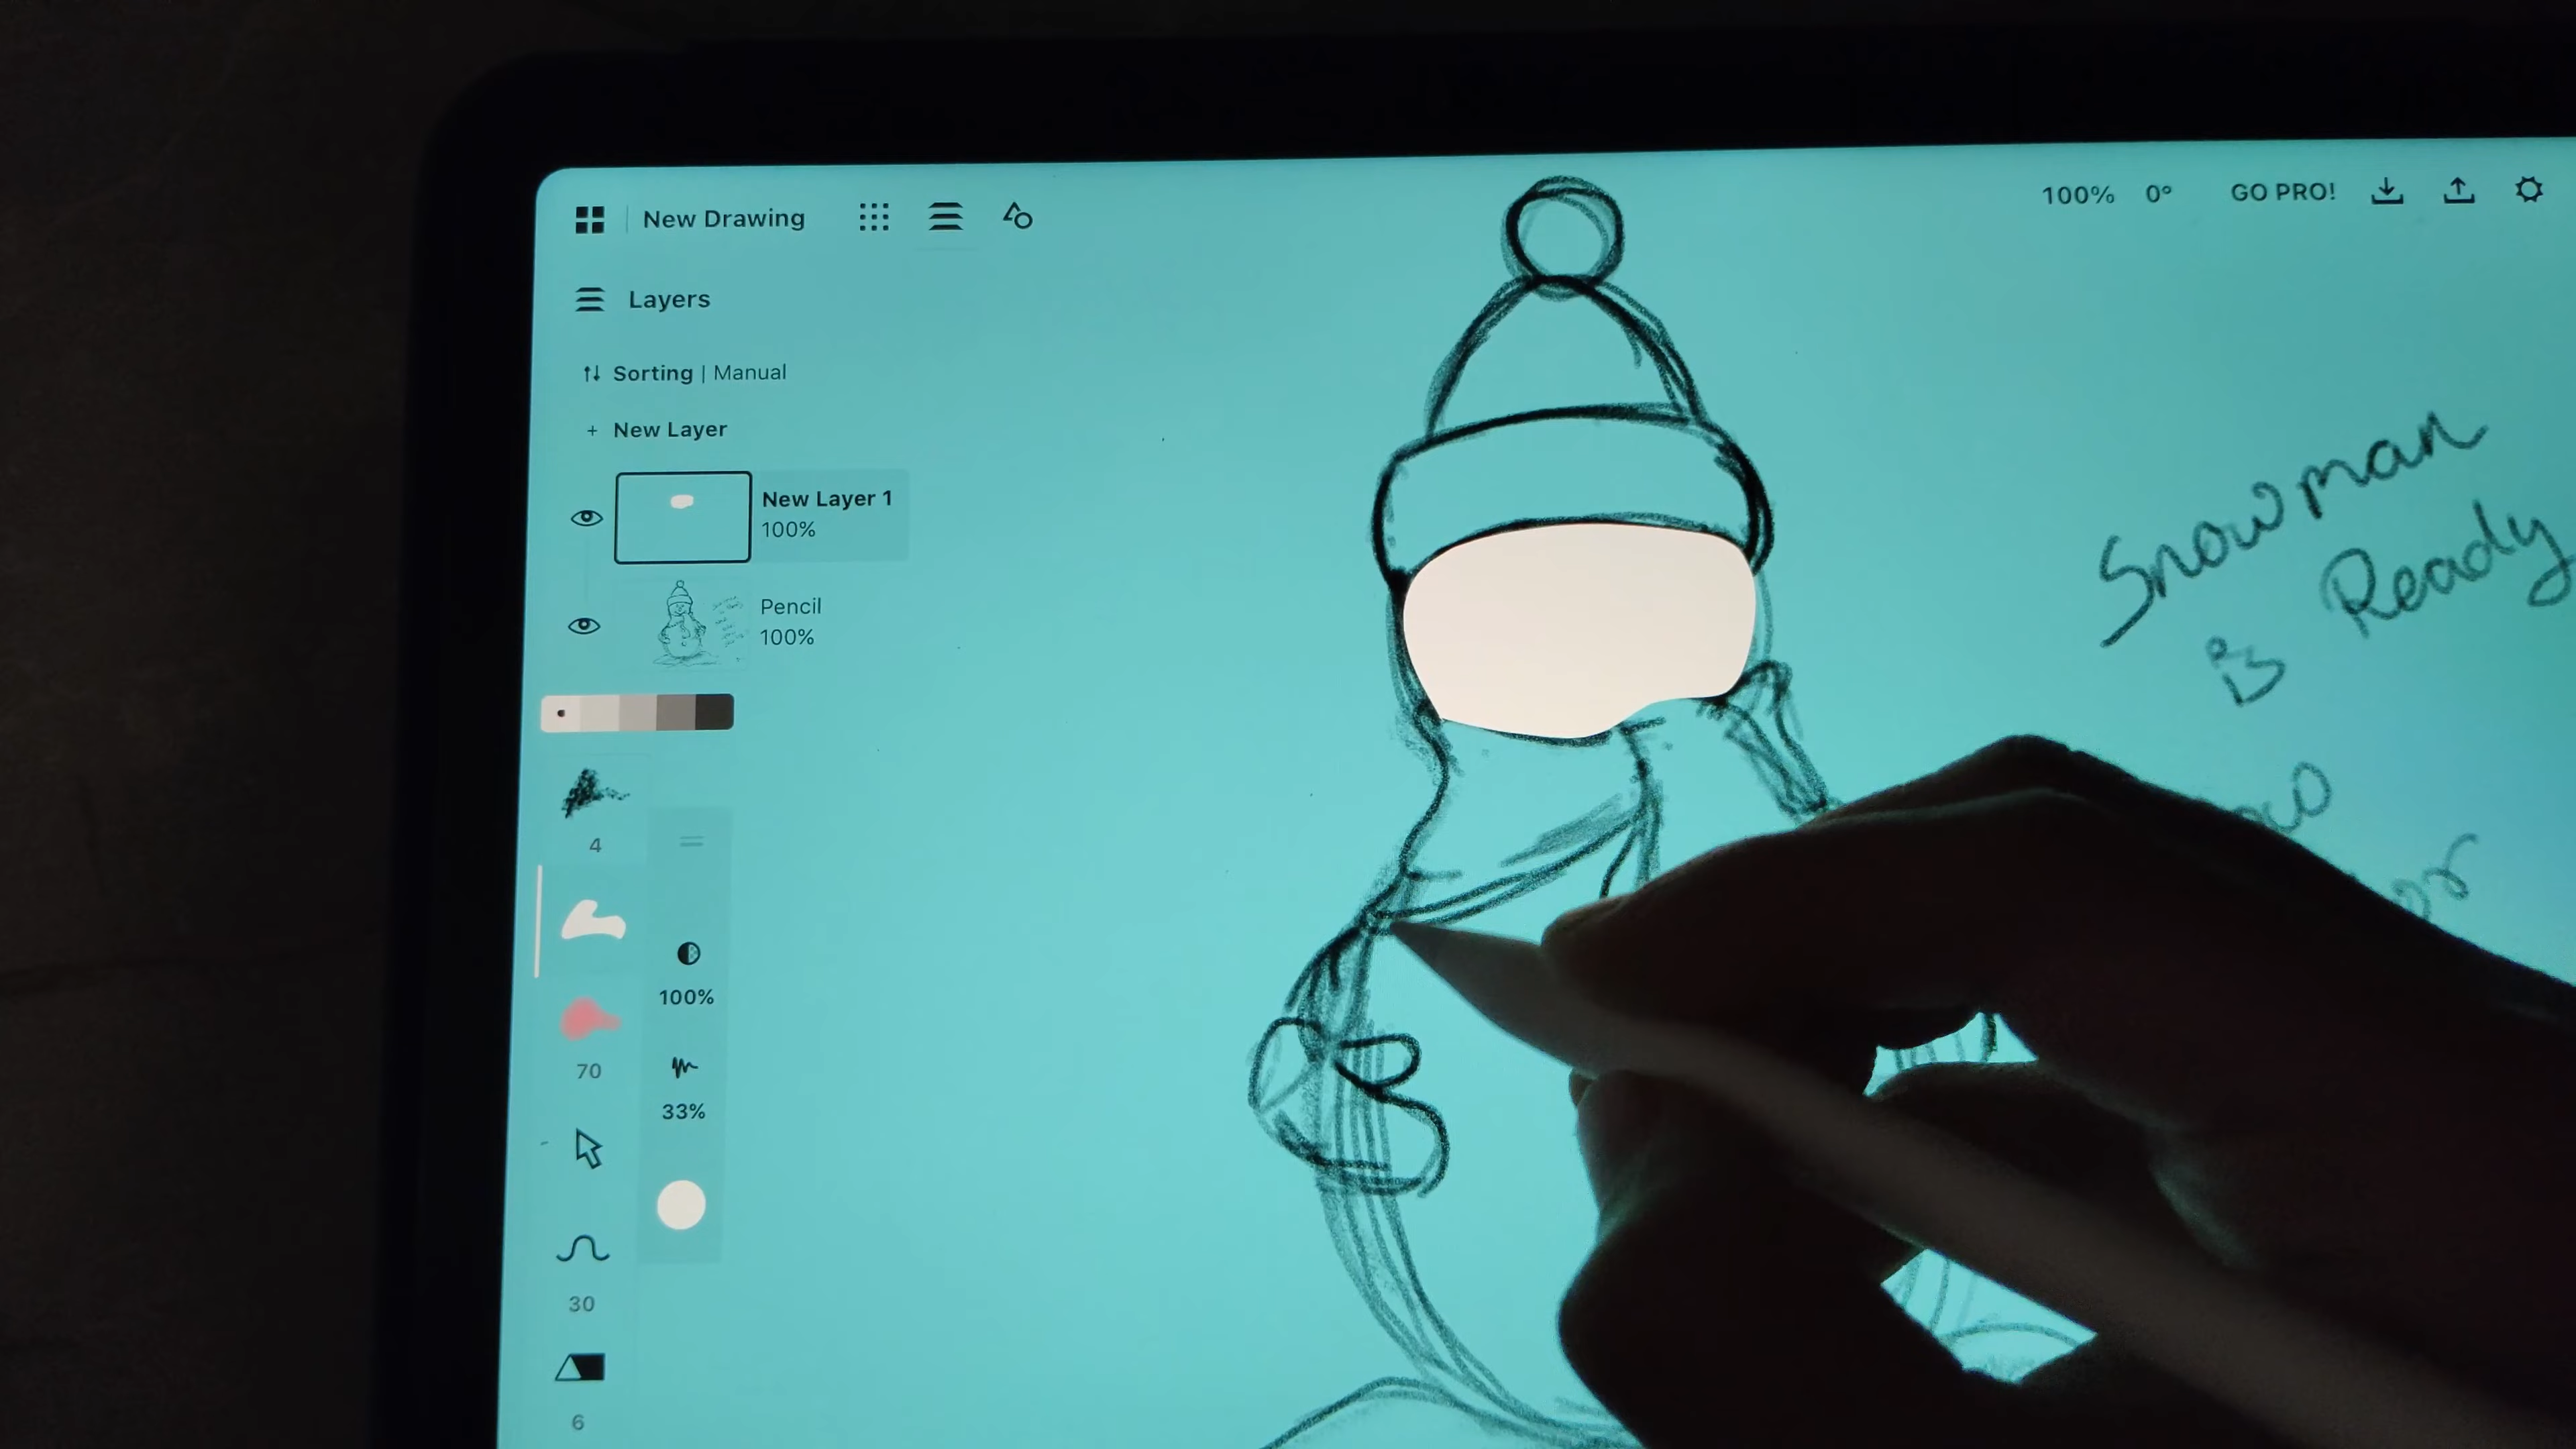 New Drawing
100% 0° GO PRO!
Layers
Sorting | Manual
+ New Layer
New Layer 1
100%
Pencil
100%
4
100%
70
33%
30
6
Snowman
is Ready